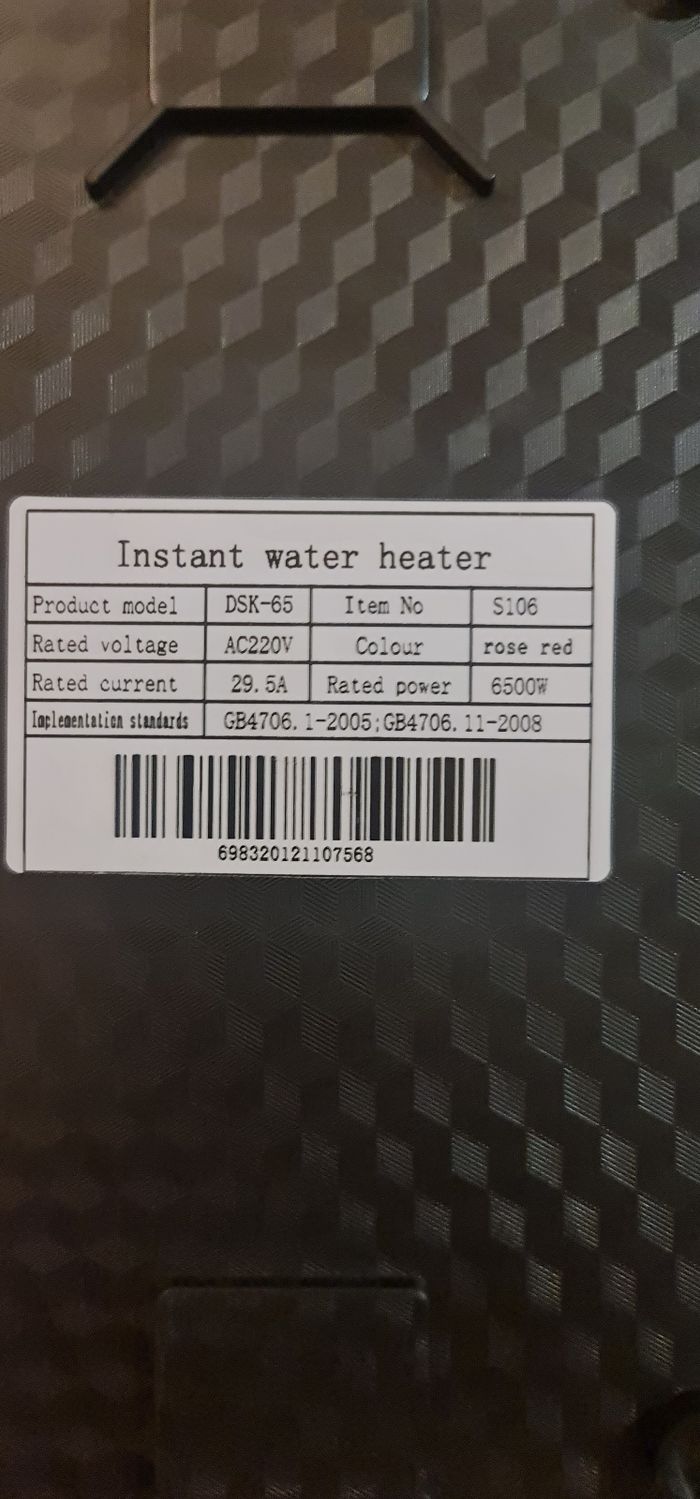 Instant water heater
Product model DSK-65 Item No S106
Rated voltage AC220V Colour rose red
Rated current 29.5A Rated power 6500W
Implementation standards GB4706.1-2005;GB4706.11-2008
698320121107568